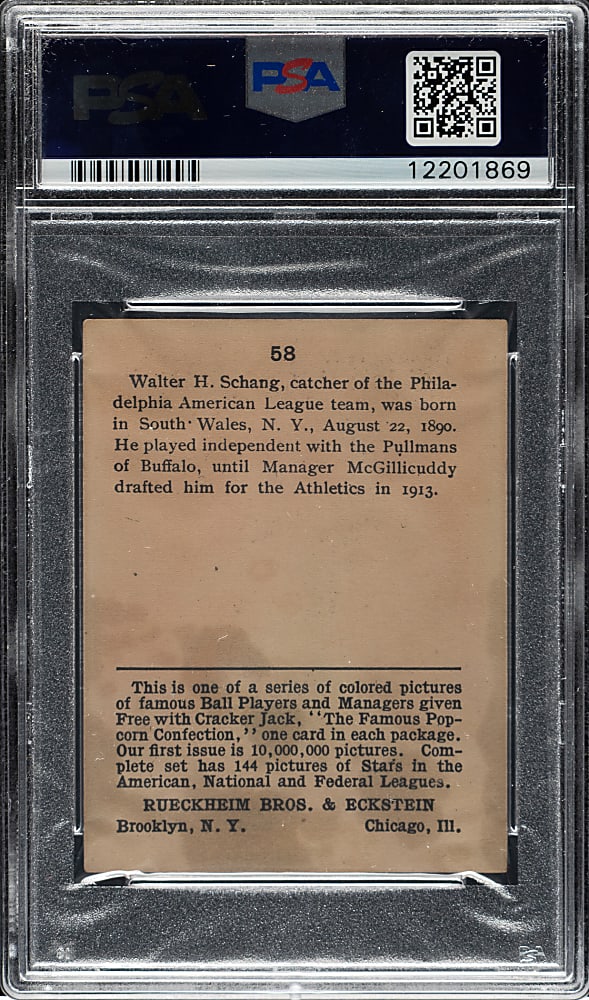 PSA
PSA
12201869
58
Walter H. Schang, catcher of the Phila-
delphia American League team, was born
in South Wales, N. Y., August 22, 1890.
He played independent with the Pullmans
of Buffalo, until Manager McGillicuddy
drafted him for the Athletics in 1913.
This is one of a series of colored pictures
of famous Ball Players and Managers given
Free with Cracker Jack, "The Famous Pop-
corn Confection," one card in each package.
Our first issue is 10,000,000 pictures. Com-
plete set has 144 pictures of Stars in the
American, National and Federal Leagues.
RUECKHEIM BROS. & ECKSTEIN
Brooklyn, N. Y. Chicago, Ill.
PSA